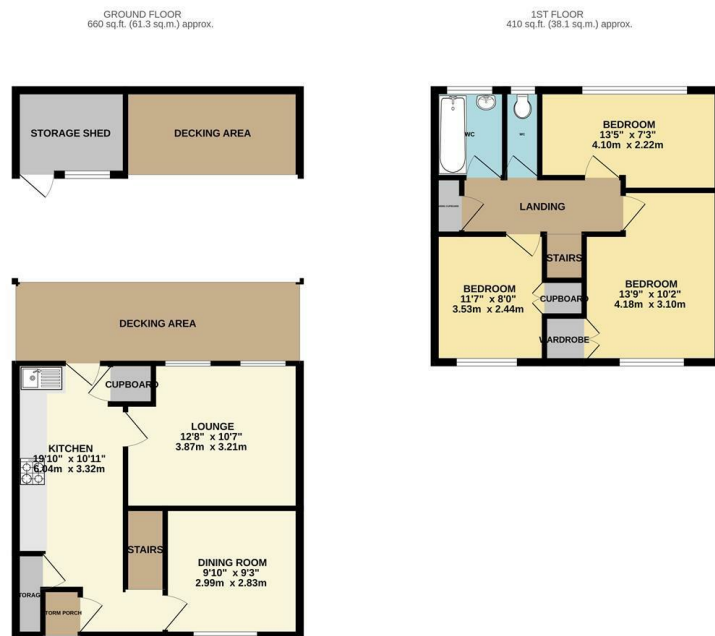 GROUND FLOOR
660 sq.ft. (61.3 sq.m.) approx.
1ST FLOOR
410 sq.ft. (38.1 sq.m.) approx.
STORAGE SHED
DECKING AREA
DECKING AREA
CUPBOARD
LOUNGE
12'8" x 10'7"
3.87m x 3.21m
KITCHEN
19'10" x 10'11"
6.04m x 3.32m
STAIRS
DINING ROOM
9'10" x 9'3"
2.99m x 2.83m
TORAG
TORM PORCH
WC
WC
BEDROOM
13'5" x 7'3"
4.10m x 2.22m
LANDING
STAIRS
BEDROOM
11'7" x 8'0"
3.53m x 2.44m
CUPBOARD
WARDROBE
BEDROOM
13'9" x 10'2"
4.18m x 3.10m